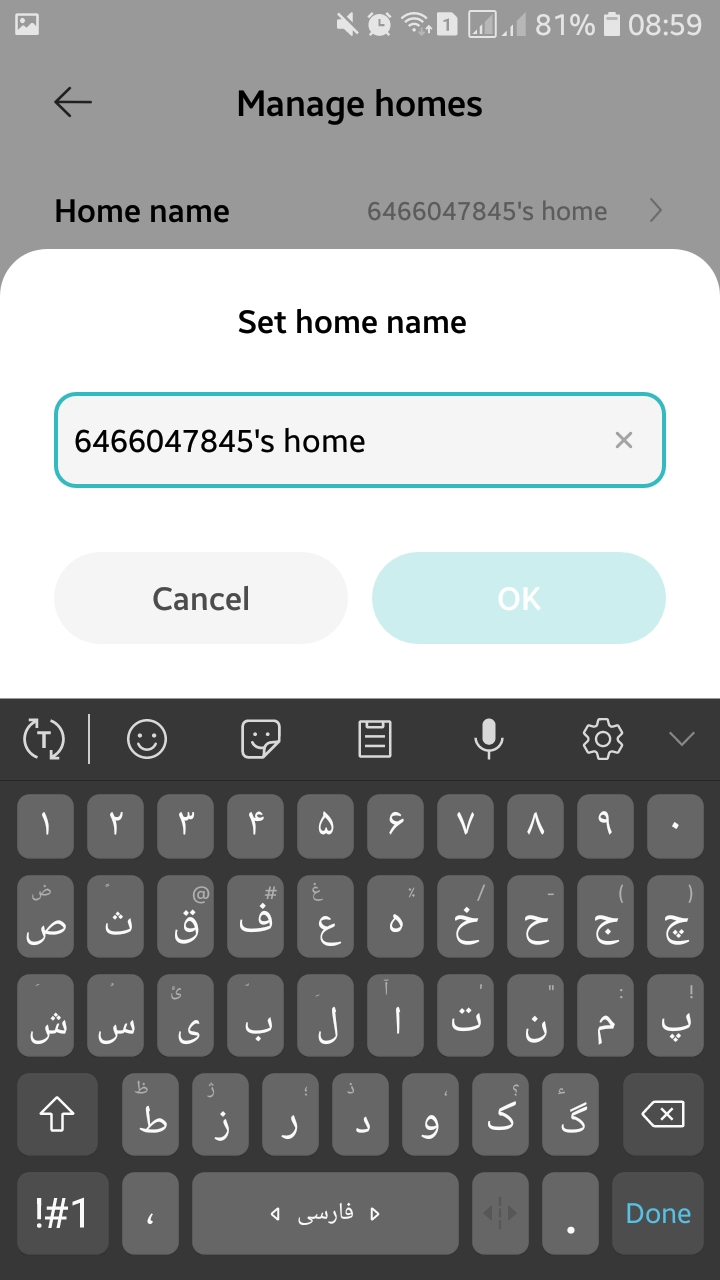 81% 08:59
Manage homes
Home name 6466047845's home
Set home name
6466047845's home
Cancel OK
۱ ۲ ۳ ۴ ۵ ۶ ۷ ۸ ۹ ۰
ض @ # غ ٪ / - ( )
ص ث ق ف ع ه خ ح ج چ
ئ آ ' " : !
ش س ی ب ل ا ت ن م پ
ظ ژ ؛ ذ ، ؟ ء
ط ز ر د و ک گ
!#1 ، فارسی . Done